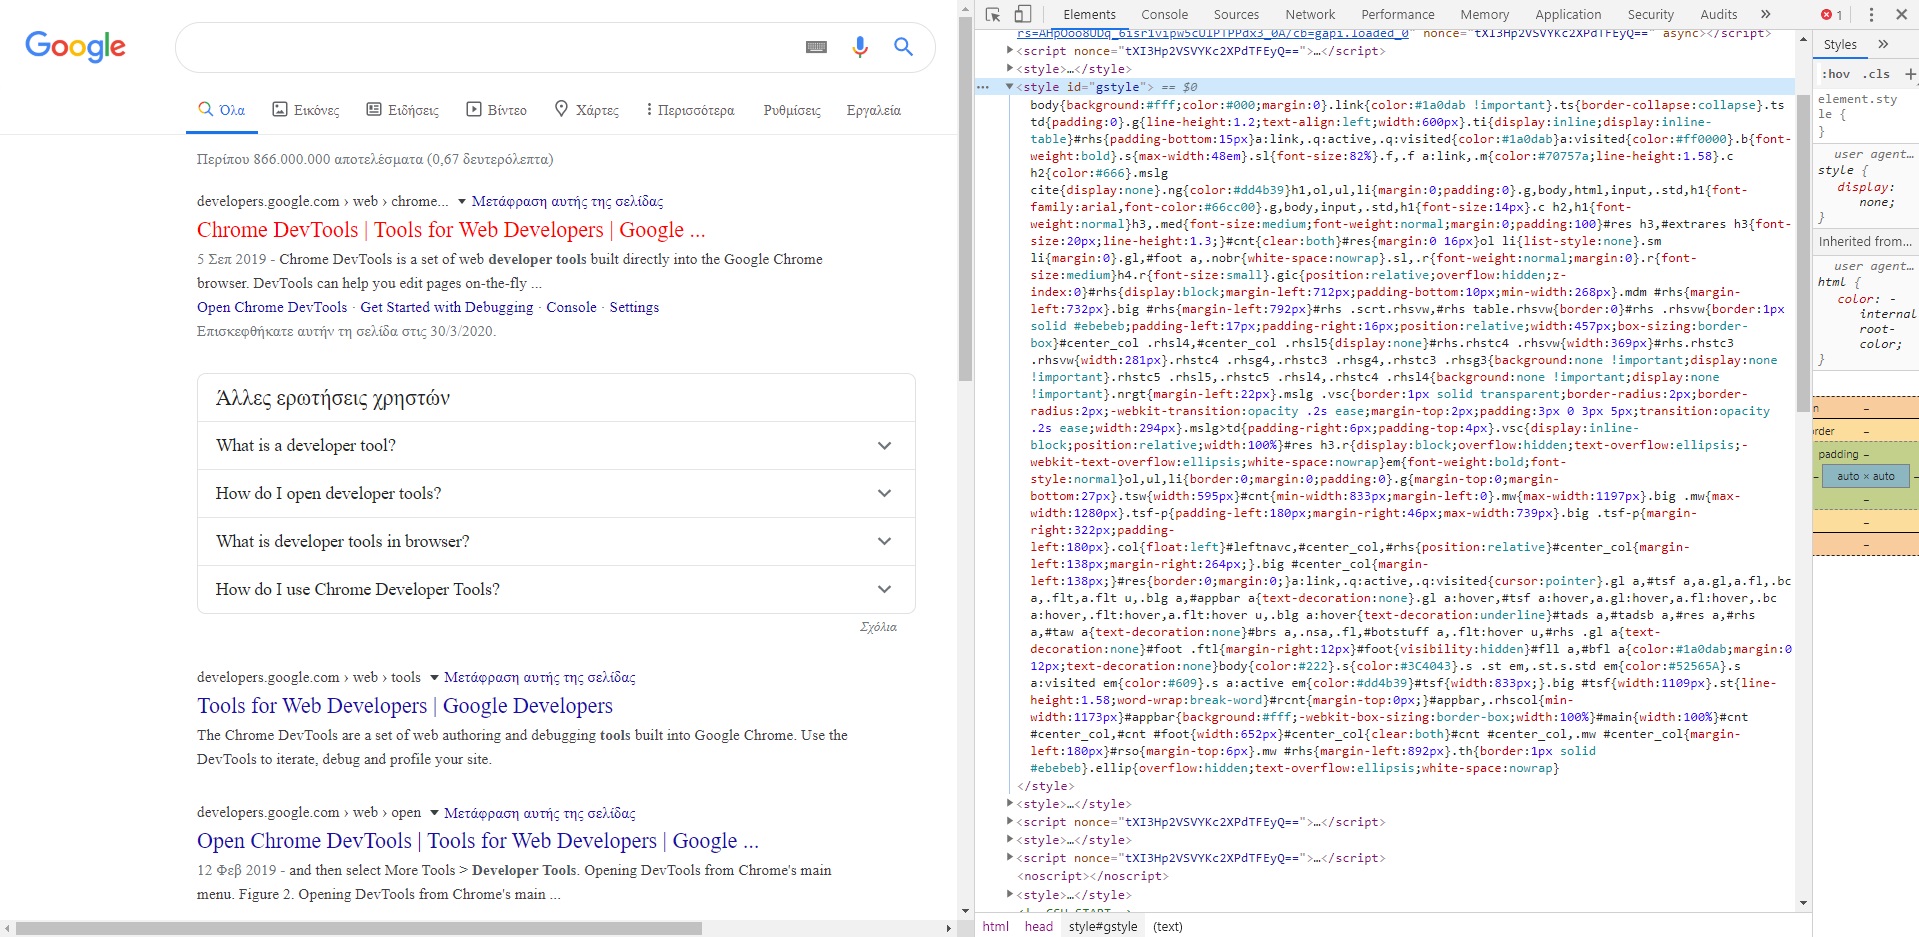 Google
Όλα
Εικόνες
Ειδήσεις
Βίντεο
Χάρτες
Περισσότερα
Ρυθμίσεις
Εργαλεία
Περίπου 866.000.000 αποτελέσματα (0,67 δευτερόλεπτα)
developers.google.com › web › chrome... Μετάφραση αυτής της σελίδας
Chrome DevTools | Tools for Web Developers | Google ...
5 Σεπ 2019 - Chrome DevTools is a set of web developer tools built directly into the Google Chrome
browser. DevTools can help you edit pages on-the-fly ...
Open Chrome DevTools · Get Started with Debugging · Console · Settings
Επισκεφθήκατε αυτήν τη σελίδα στις 30/3/2020.
Άλλες ερωτήσεις χρηστών
What is a developer tool?
How do I open developer tools?
What is developer tools in browser?
How do I use Chrome Developer Tools?
Σχόλια
developers.google.com › web › tools Μετάφραση αυτής της σελίδας
Tools for Web Developers | Google Developers
The Chrome DevTools are a set of web authoring and debugging tools built into Google Chrome. Use the
DevTools to iterate, debug and profile your site.
developers.google.com › web › open Μετάφραση αυτής της σελίδας
Open Chrome DevTools | Tools for Web Developers | Google ...
12 Φεβ 2019 - and then select More Tools > Developer Tools. Opening DevTools from Chrome's main
menu. Figure 2. Opening DevTools from Chrome's main ...
Elements Console Sources Network Performance Memory Application Security Audits » 1
nonce="tXI3Hp2VSVYKc2XPdTFEyQ==" async></script>
<script nonce="tXI3Hp2VSVYKc2XPdTFEyQ==">…</script>
<style>…</style>
<style id="gstyle"> == $0
body{background:#fff;color:#000;margin:0}.link{color:#1a0dab !important}.ts{border-collapse:collapse}.ts
td{padding:0}.g{line-height:1.2;text-align:left;width:600px}.ti{display:inline;display:inline-
table}#rhs{padding-bottom:15px}a:link,.q:active,.q:visited{color:#1a0dab}a:visited{color:#ff0000}.b{font-
weight:bold}.s{max-width:48em}.sl{font-size:82%}.f,.f a:link,.m{color:#70757a;line-height:1.58}.c
h2{color:#666}.mslg
cite{display:none}.ng{color:#dd4b39}h1,ol,ul,li{margin:0;padding:0}.g,body,html,input,.std,h1{font-
family:arial,font-color:#66cc00}.g,body,input,.std,h1{font-size:14px}.c h2,h1{font-
weight:normal}h3,.med{font-size:medium;font-weight:normal;margin:0;padding:100}#res h3,#extrares h3{font-
size:20px;line-height:1.3;}#cnt{clear:both}#res{margin:0 16px}ol li{list-style:none}.sm
li{margin:0}.gl,#foot a,.nobr{white-space:nowrap}.sl,.r{font-weight:normal;margin:0}.r{font-
size:medium}h4.r{font-size:small}.gic{position:relative;overflow:hidden;z-
index:0}#rhs{display:block;margin-left:712px;padding-bottom:10px;min-width:268px}.mdm #rhs{margin-
left:732px}.big #rhs{margin-left:792px}#rhs .scrt.rhsvw,#rhs table.rhsvw{border:0}#rhs .rhsvw{border:1px
solid #ebebeb;padding-left:17px;padding-right:16px;position:relative;width:457px;box-sizing:border-
box}#center_col .rhsl4,#center_col .rhsl5{display:none}#rhs.rhstc4 .rhsvw{width:369px}#rhs.rhstc3
.rhsvw{width:281px}.rhstc4 .rhsg4,.rhstc3 .rhsg4,.rhstc3 .rhsg3{background:none !important;display:none
!important}.rhstc5 .rhsl5,.rhstc5 .rhsl4,.rhstc4 .rhsl4{background:none !important;display:none
!important}.nrgt{margin-left:22px}.mslg .vsc{border:1px solid transparent;border-radius:2px;border-
radius:2px;-webkit-transition:opacity .2s ease;margin-top:2px;padding:3px 0 3px 5px;transition:opacity
.2s ease;width:294px}.mslg>td{padding-right:6px;padding-top:4px}.vsc{display:inline-
block;position:relative;width:100%}#res h3.r{display:block;overflow:hidden;text-overflow:ellipsis;-
webkit-text-overflow:ellipsis;white-space:nowrap}em{font-weight:bold;font-
style:normal}ol,ul,li{border:0;margin:0;padding:0}.g{margin-top:0;margin-
bottom:27px}.tsw{width:595px}#cnt{min-width:833px;margin-left:0}.mw{max-width:1197px}.big .mw{max-
width:1280px}.tsf-p{padding-left:180px;margin-right:46px;max-width:739px}.big .tsf-p{margin-
right:322px;padding-
left:180px}.col{float:left}#leftnavc,#center_col,#rhs{position:relative}#center_col{margin-
left:138px;margin-right:264px;}.big #center_col{margin-
left:138px;}#res{border:0;margin:0;}a:link,.q:active,.q:visited{cursor:pointer}.gl a,#tsf a,a.gl,a.fl,.bc
a,.flt,a.flt u,.blg a,#appbar a{text-decoration:none}.gl a:hover,#tsf a:hover,a.gl:hover,a.fl:hover,.bc
a:hover,.flt:hover,a.flt:hover u,.blg a:hover{text-decoration:underline}#tads a,#tadsb a,#res a,#rhs
a,#taw a{text-decoration:none}#brs a,.nsa,.fl,#botstuff a,.flt:hover u,#rhs .gl a{text-
decoration:none}#foot .ftl{margin-right:12px}#foot{visibility:hidden}#fll a,#bfl a{color:#1a0dab;margin:0
12px;text-decoration:none}body{color:#222}.s{color:#3C4043}.s .st em,.st.s.std em{color:#52565A}.s
a:visited em{color:#609}.s a:active em{color:#dd4b39}#tsf{width:833px;}.big #tsf{width:1109px}.st{line-
height:1.58;word-wrap:break-word}#rcnt{margin-top:0px;}#appbar,.rhscol{min-
width:1173px}#appbar{background:#fff;-webkit-box-sizing:border-box;width:100%}#main{width:100%}#cnt
#center_col,#cnt #foot{width:652px}#center_col{clear:both}#cnt #center_col,.mw #center_col{margin-
left:180px}#rso{margin-top:6px}.mw #rhs{margin-left:892px}.th{border:1px solid
#ebebeb}.ellip{overflow:hidden;text-overflow:ellipsis;white-space:nowrap}
</style>
<style>…</style>
<script nonce="tXI3Hp2VSVYKc2XPdTFEyQ==">…</script>
<style>…</style>
<script nonce="tXI3Hp2VSVYKc2XPdTFEyQ==">…</script>
<noscript></noscript>
<style>…</style>
html head style#gstyle (text)
Styles »
:hov .cls +
element.sty
le {
}
user agent…
style {
display:
none;
}
Inherited from…
user agent…
html {
color: -
internal
root-
color;
}
n –
rder –
padding –
– auto × auto –
–
–
–